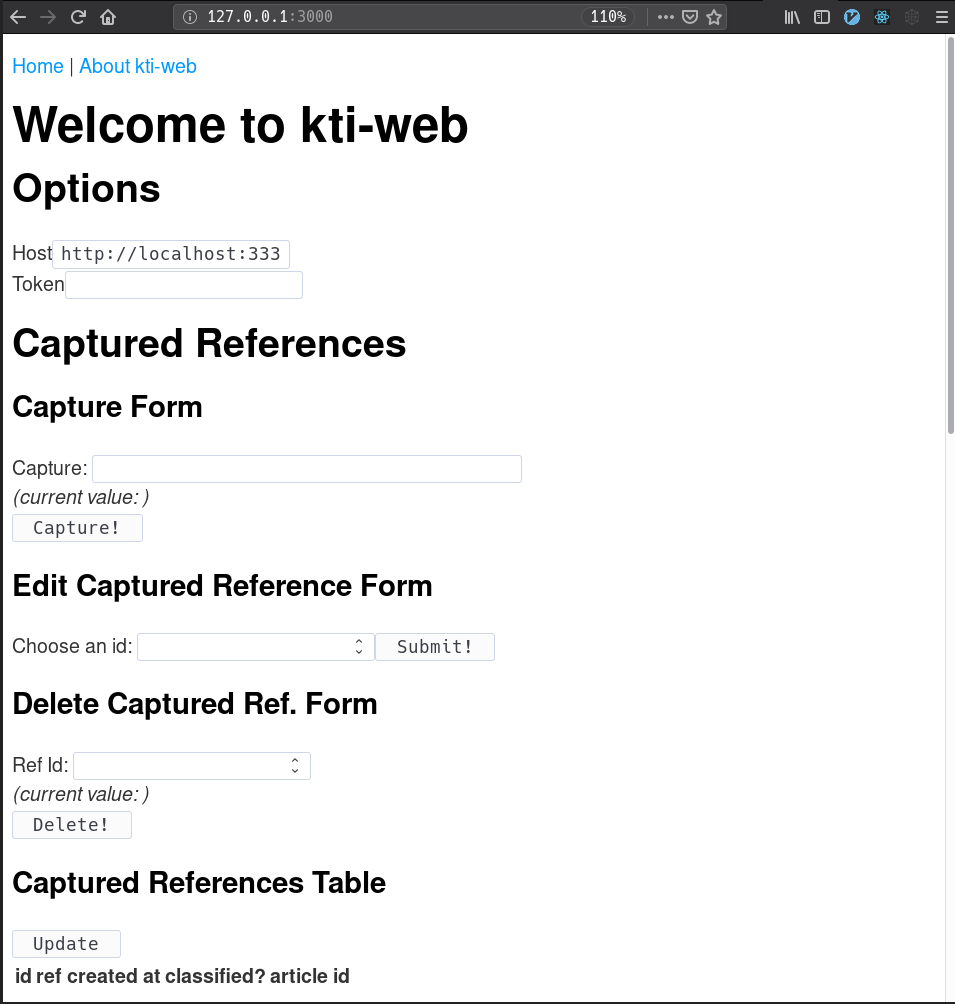 127.0.0.1:3000 110%
Home | About kti-web
Welcome to kti-web
Options
Host http://localhost:333
Token
Captured References
Capture Form
Capture:
(current value: )
Capture!
Edit Captured Reference Form
Choose an id: Submit!
Delete Captured Ref. Form
Ref Id:
(current value: )
Delete!
Captured References Table
Update
id ref created at classified? article id